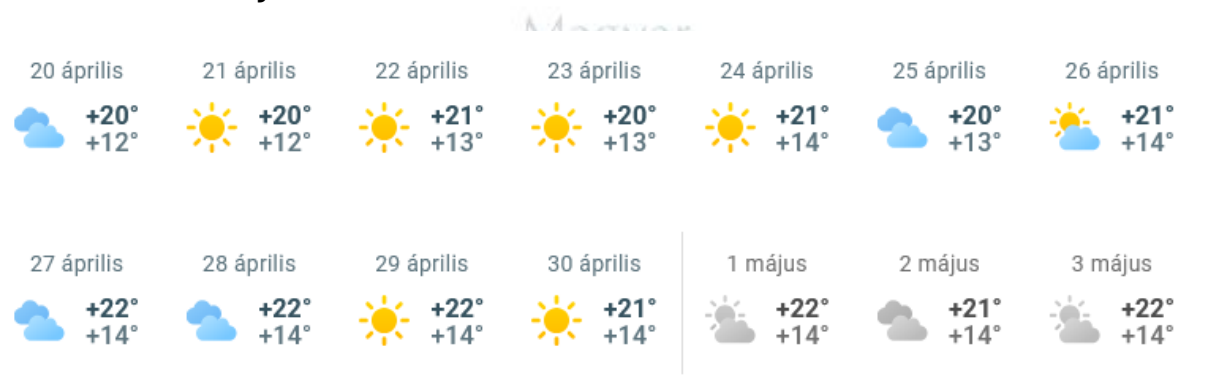 20 április 21 április 22 április 23 április 24 április 25 április 26 április
+20° +20° +21° +20° +21° +20° +21°
+12° +12° +13° +13° +14° +13° +14°
27 április 28 április 29 április 30 április 1 május 2 május 3 május
+22° +22° +22° +21° +22° +21° +22°
+14° +14° +14° +14° +14° +14° +14°